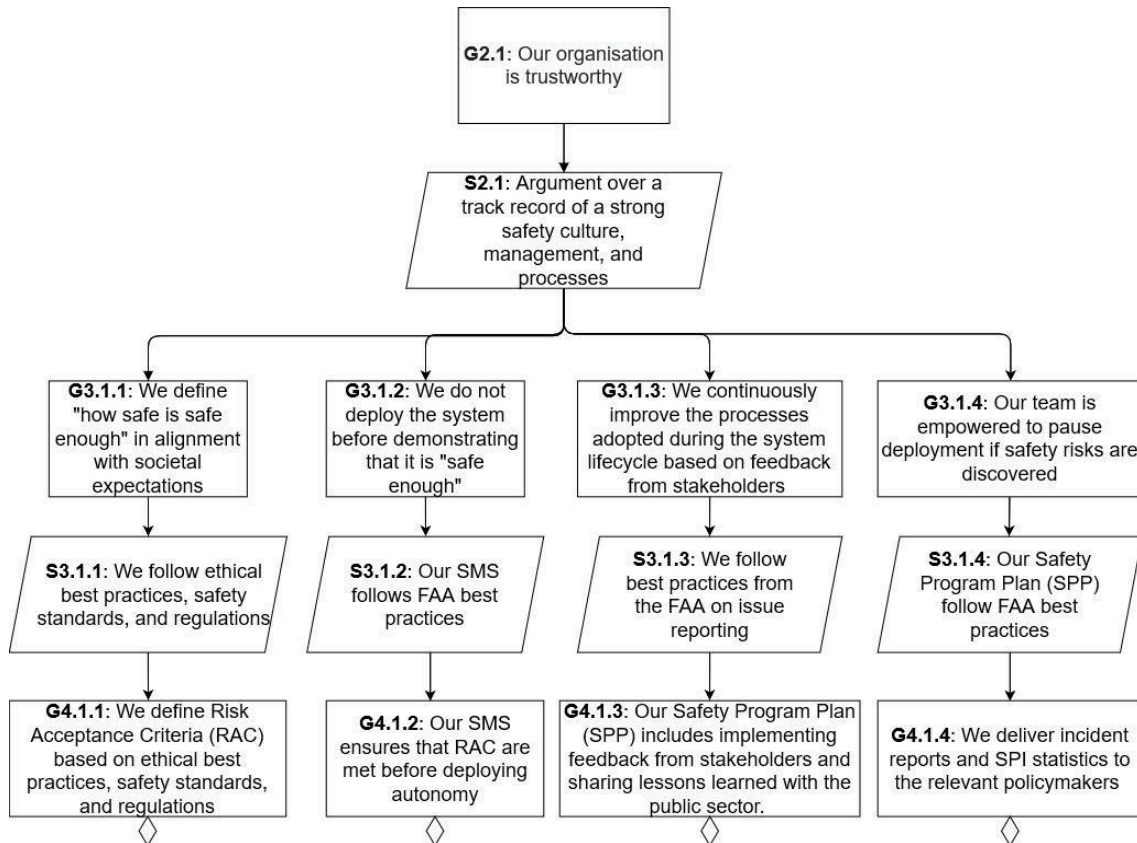 G2.1: Our organisation
is trustworthy
S2.1: Argument over a
track record of a strong
safety culture,
management, and
processes
G3.1.1: We define
"how safe is safe
enough" in alignment
with societal
expectations
G3.1.2: We do not
deploy the system
before demonstrating
that it is "safe
enough"
G3.1.3: We continuously
improve the processes
adopted during the system
lifecycle based on feedback
from stakeholders
G3.1.4: Our team is
empowered to pause
deployment if safety risks are
discovered
S3.1.1: We follow ethical
best practices, safety
standards, and regulations
S3.1.2: Our SMS
follows FAA best
practices
S3.1.3: We follow
best practices from
the FAA on issue
reporting
S3.1.4: Our Safety
Program Plan (SPP)
follow FAA best
practices
G4.1.1: We define Risk
Acceptance Criteria (RAC)
based on ethical best
practices, safety standards,
and regulations
G4.1.2: Our SMS
ensures that RAC are
met before deploying
autonomy
G4.1.3: Our Safety Program Plan
(SPP) includes implementing
feedback from stakeholders and
sharing lessons learned with the
public sector.
G4.1.4: We deliver incident
reports and SPI statistics to
the relevant policymakers